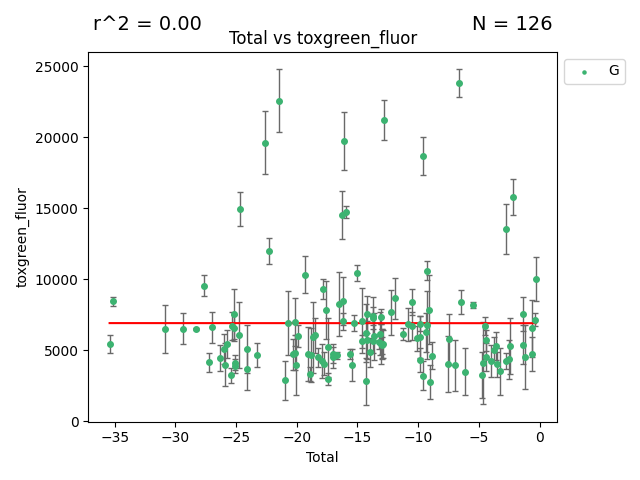 r^2 = 0.00
N = 126
Total vs toxgreen_fluor
G
25000
20000
15000
10000
5000
0
toxgreen_fluor
−35
−30
−25
−20
−15
−10
−5
0
Total